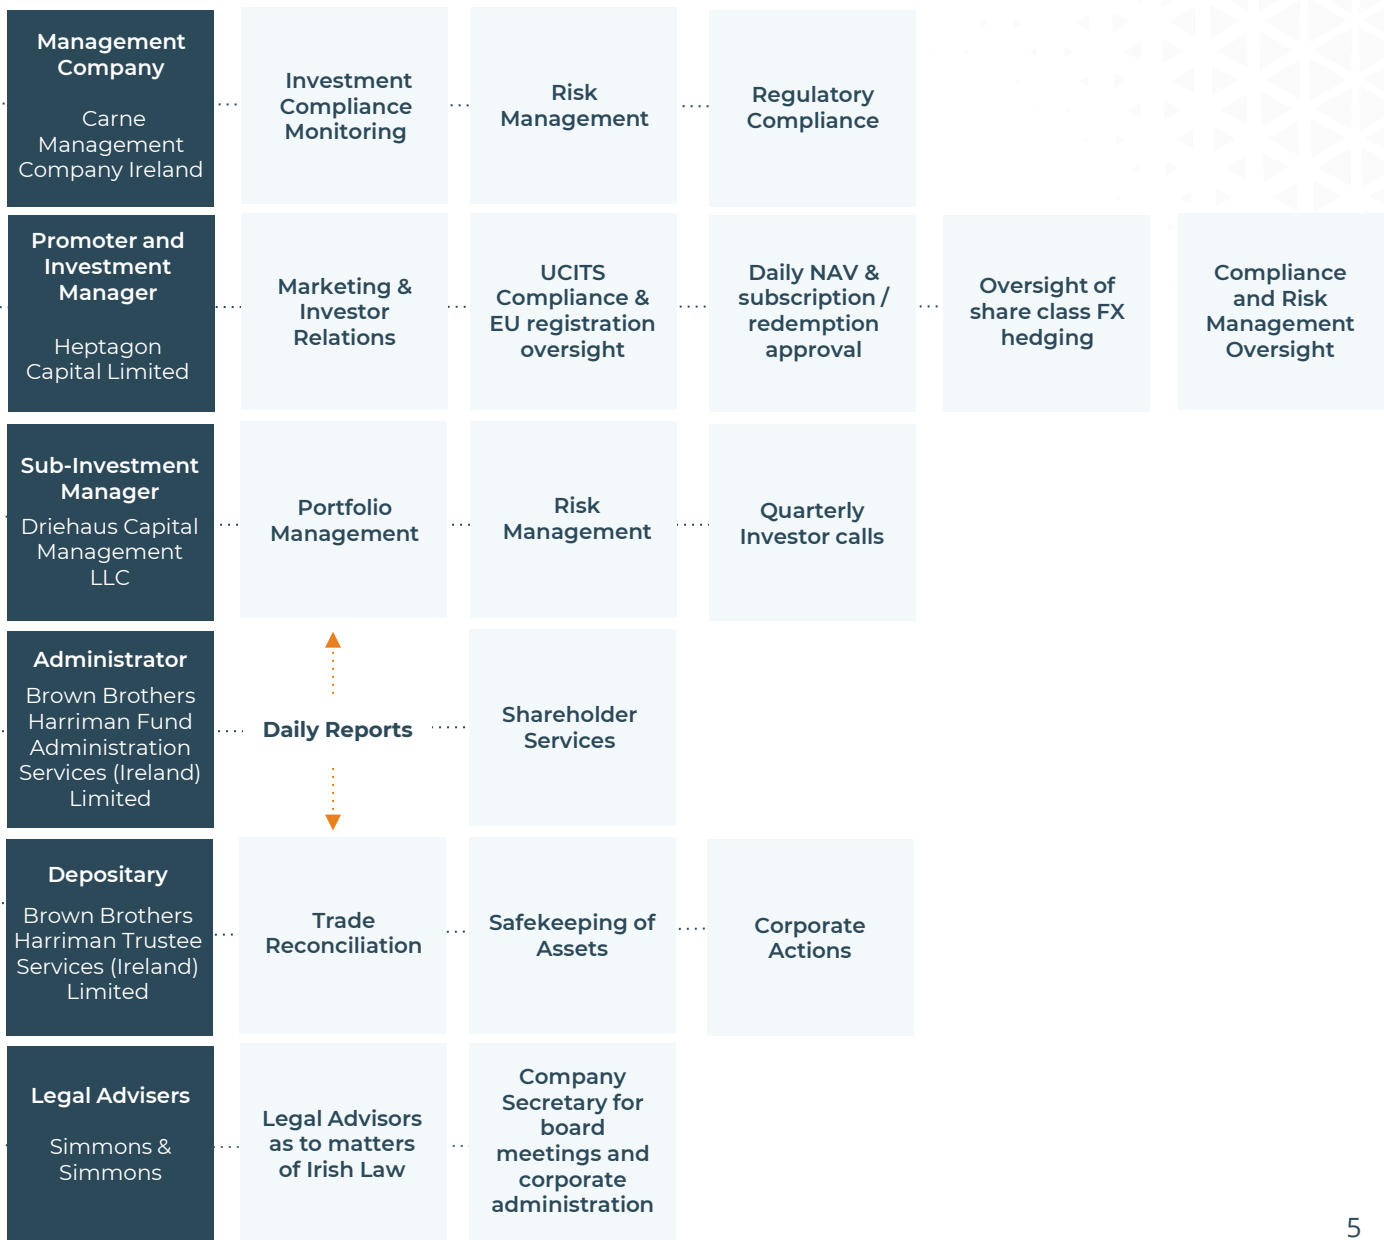 Management
Company
Carne
Management
Company Ireland
Investment
Compliance
Monitoring
Risk
Management
Regulatory
Compliance
Promoter and
Investment
Manager
Heptagon
Capital Limited
Marketing &
Investor
Relations
UCITS
Compliance &
EU registration
oversight
Daily NAV &
subscription /
redemption
approval
Oversight of
share class FX
hedging
Compliance
and Risk
Management
Oversight
Sub-Investment
Manager
Driehaus Capital
Management
LLC
Portfolio
Management
Risk
Management
Quarterly
Investor calls
Administrator
Brown Brothers
Harriman Fund
Administration
Services (Ireland)
Limited
Daily Reports
Shareholder
Services
Depositary
Brown Brothers
Harriman Trustee
Services (Ireland)
Limited
Trade
Reconciliation
Safekeeping of
Assets
Corporate
Actions
Legal Advisers
Simmons &
Simmons
Legal Advisors
as to matters
of Irish Law
Company
Secretary for
board
meetings and
corporate
administration
5